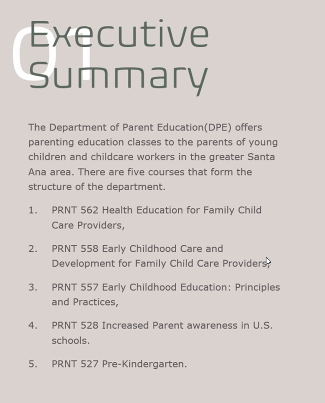 01
Executive
Summary
The Department of Parent Education(DPE) offers
parenting education classes to the parents of young
children and childcare workers in the greater Santa
Ana area. There are five courses that form the
structure of the department.
1. PRNT 562 Health Education for Family Child
Care Providers,
2. PRNT 558 Early Childhood Care and
Development for Family Child Care Providers,
3. PRNT 557 Early Childhood Education: Principles
and Practices,
4. PRNT 528 Increased Parent awareness in U.S.
schools.
5. PRNT 527 Pre-Kindergarten.